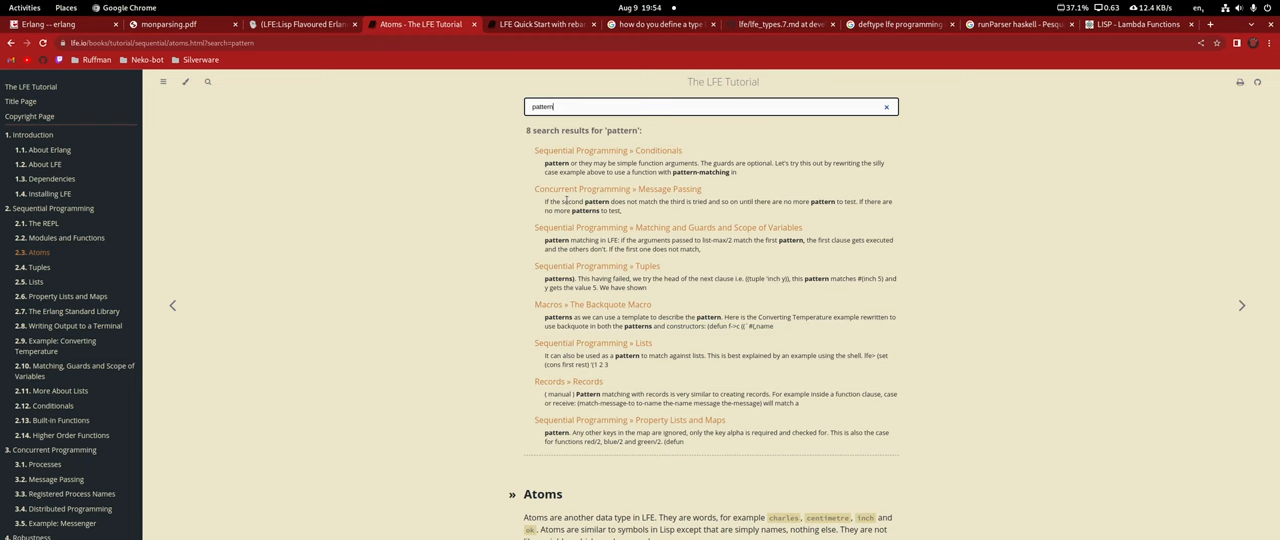 Activities Places Google Chrome Aug 9 19:54 37.1% 0.63 12.4 KB/s en
Erlang -- erlang monparsing.pdf (LFE:Lisp Flavoured Erlan Atoms - The LFE Tutorial LFE Quick Start with rebar how do you define a type lfe/lfe_types.7.md at deve deftype lfe programming runParser haskell - Pesqu LISP - Lambda Functions
lfe.io/books/tutorial/sequential/atoms.html?search=pattern
Ruffman Neko-bot Silverware
The LFE Tutorial
Title Page
Copyright Page
1. Introduction
1.1. About Erlang
1.2. About LFE
1.3. Dependencies
1.4. Installing LFE
2. Sequential Programming
2.1. The REPL
2.2. Modules and Functions
2.3. Atoms
2.4. Tuples
2.5. Lists
2.6. Property Lists and Maps
2.7. The Erlang Standard Library
2.8. Writing Output to a Terminal
2.9. Example: Converting
Temperature
2.10. Matching, Guards and Scope of
Variables
2.11. More About Lists
2.12. Conditionals
2.13. Built-in Functions
2.14. Higher Order Functions
3. Concurrent Programming
3.1. Processes
3.2. Message Passing
3.3. Registered Process Names
3.4. Distributed Programming
3.5. Example: Messenger
4. Robustness
The LFE Tutorial
pattern
8 search results for 'pattern':
Sequential Programming » Conditionals
pattern or they may be simple function arguments. The guards are optional. Let's try this out by rewriting the silly
case example above to use a function with pattern-matching in
Concurrent Programming » Message Passing
If the second pattern does not match the third is tried and so on until there are no more pattern to test. If there are
no more patterns to test,
Sequential Programming » Matching and Guards and Scope of Variables
pattern matching in LFE: if the arguments passed to list-max/2 match the first pattern, the first clause gets executed
and the others don't. If the first one does not match,
Sequential Programming » Tuples
patterns). This having failed, we try the head of the next clause i.e. ((tuple 'inch y)), this pattern matches #(inch 5) and
y gets the value 5. We have shown
Macros » The Backquote Macro
patterns as we can use a template to describe the pattern. Here is the Converting Temperature example rewritten to
use backquote in both the patterns and constructors: (defun f->c ((` #(,name
Sequential Programming » Lists
It can also be used as a pattern to match against lists. This is best explained by an example using the shell. lfe> (set
(cons first rest) '(1 2 3
Records » Records
( manual ) Pattern matching with records is very similar to creating records. For example inside a function clause, case
or receive: (match-message-to to-name the-name message the-message) will match a
Sequential Programming » Property Lists and Maps
pattern. Any other keys in the map are ignored, only the key alpha is required and checked for. This is also the case
for functions red/2, blue/2 and green/2. (defun
» Atoms
Atoms are another data type in LFE. They are words, for example charles, centimetre, inch and
ok. Atoms are similar to symbols in Lisp except that are simply names, nothing else. They are not